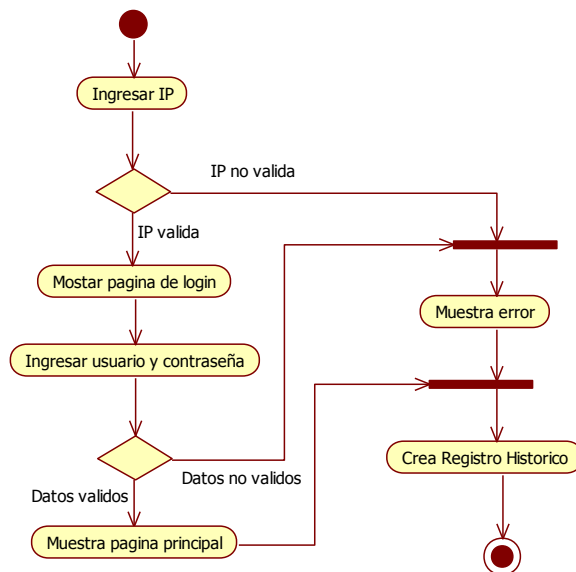 Ingresar IP
IP no valida
IP valida
Mostar pagina de login
Muestra error
Ingresar usuario y contraseña
Crea Registro Historico
Datos no validos
Datos validos
Muestra pagina principal